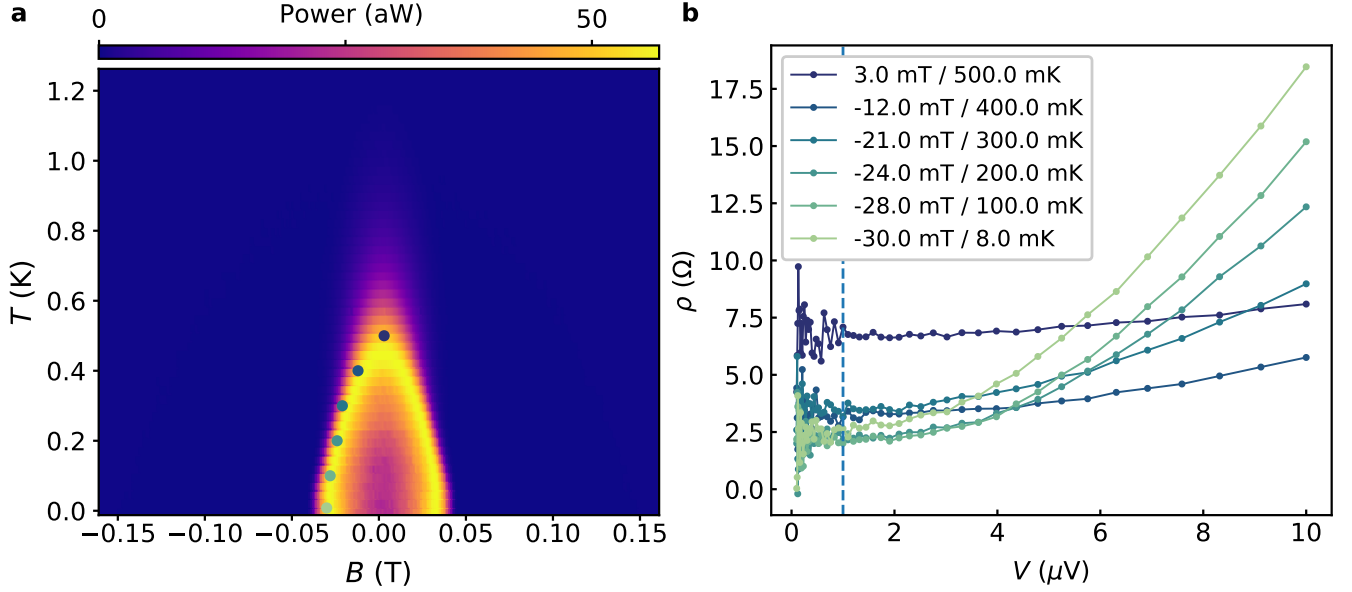 a
Power (aW)
0 50
1.2
1.0
0.8
0.6
0.4
0.2
0.0
T (K)
−0.15 −0.10 −0.05 0.00 0.05 0.10 0.15
B (T)
b
3.0 mT / 500.0 mK
-12.0 mT / 400.0 mK
-21.0 mT / 300.0 mK
-24.0 mT / 200.0 mK
-28.0 mT / 100.0 mK
-30.0 mT / 8.0 mK
17.5
15.0
12.5
10.0
7.5
5.0
2.5
0.0
ρ (Ω)
0 2 4 6 8 10
V (μV)